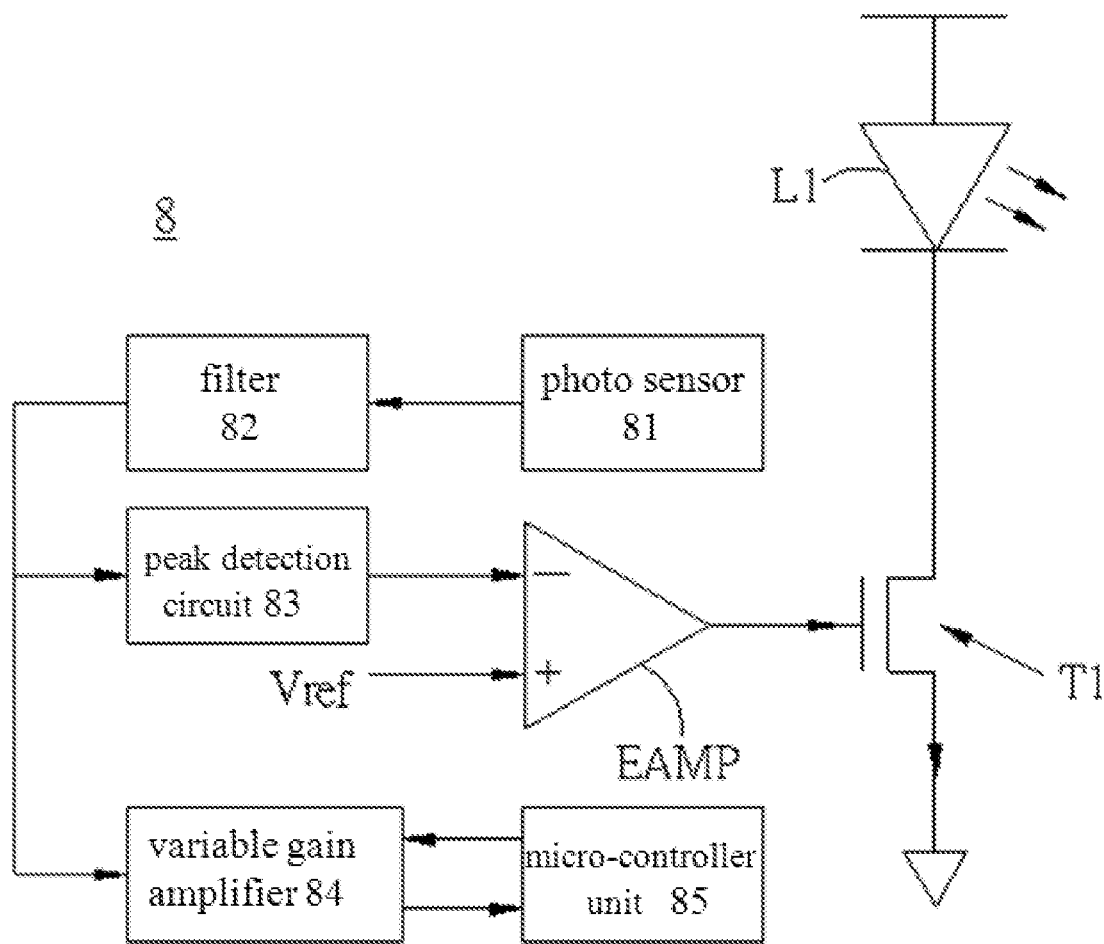 L1
8
filter
82
photo sensor
81
peak detection
circuit 83
−
Vref
+
T1
EAMP
variable gain
amplifier 84
micro-controller
unit 85